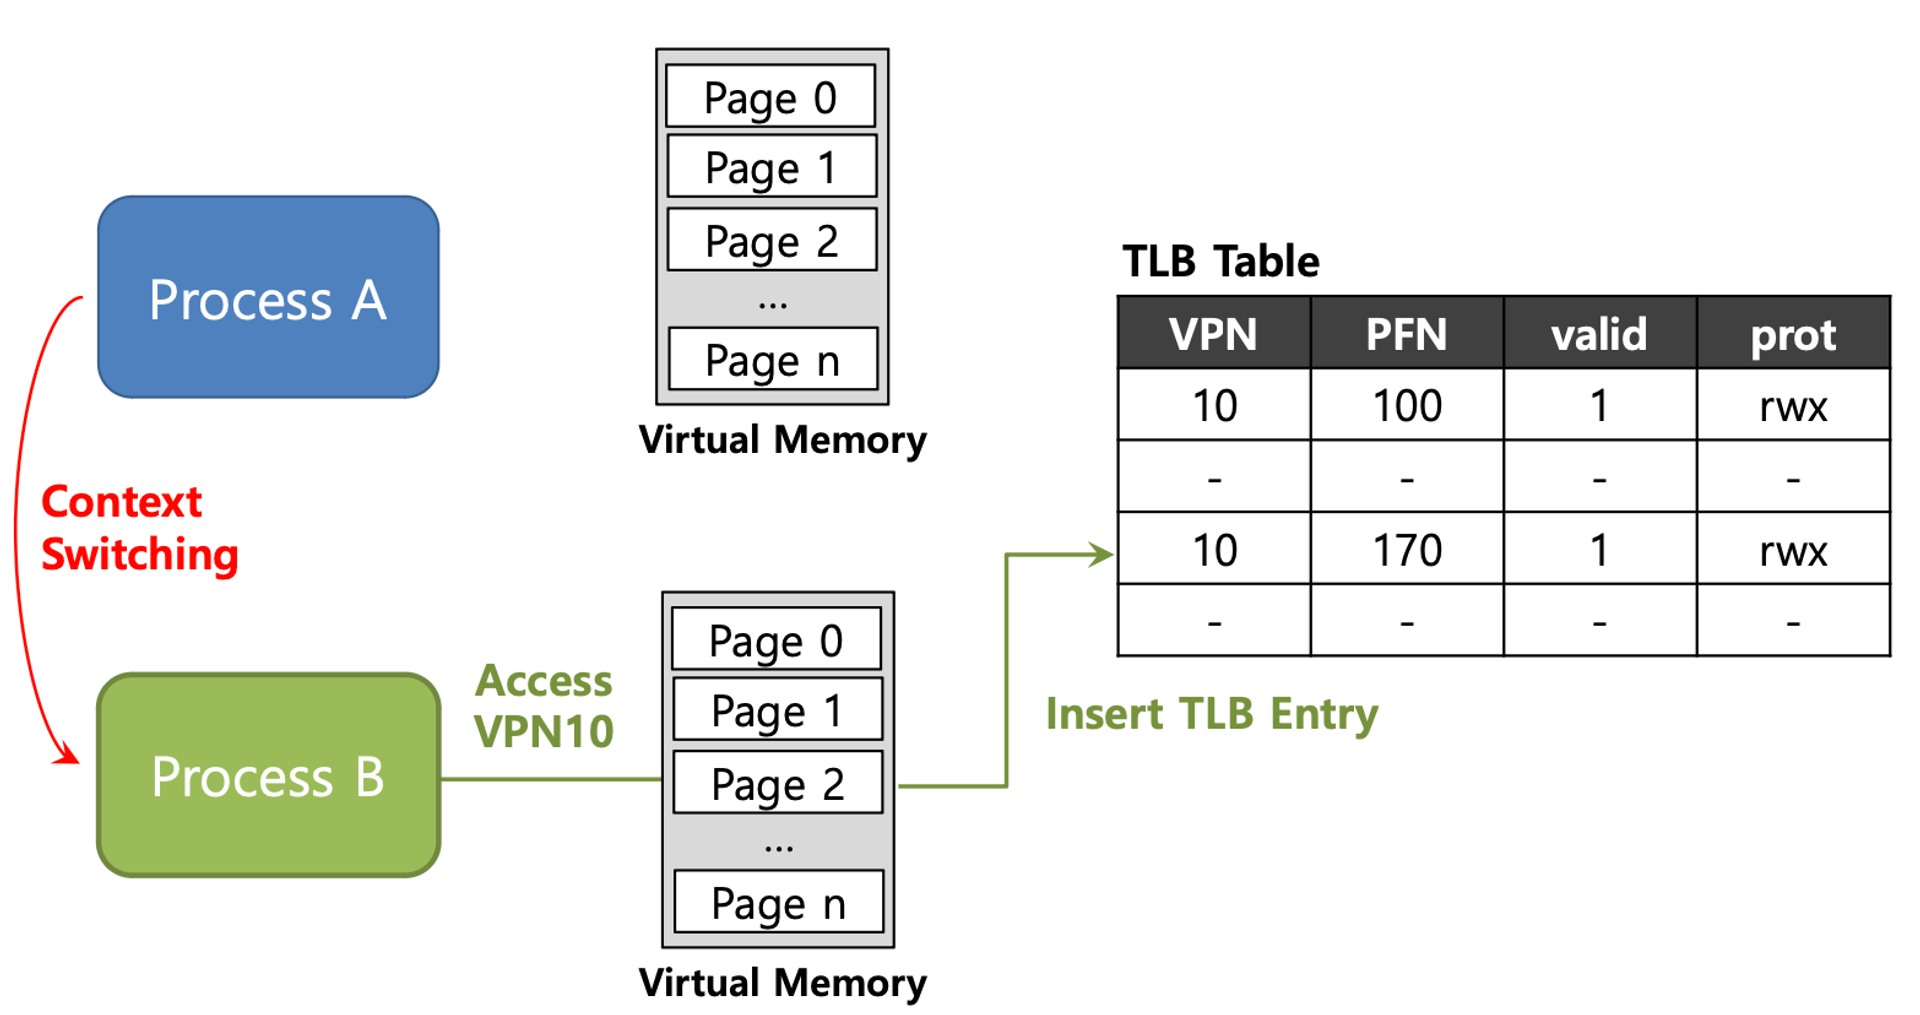 Page 0
Page 1
Page 2
...
Page n
Virtual Memory
Process A
Context
Switching
Process B
Access
VPN10
Page 0
Page 1
Page 2
...
Page n
Virtual Memory
TLB Table
VPN PFN valid prot
10 100 1 rwx
- - - -
10 170 1 rwx
- - - -
Insert TLB Entry